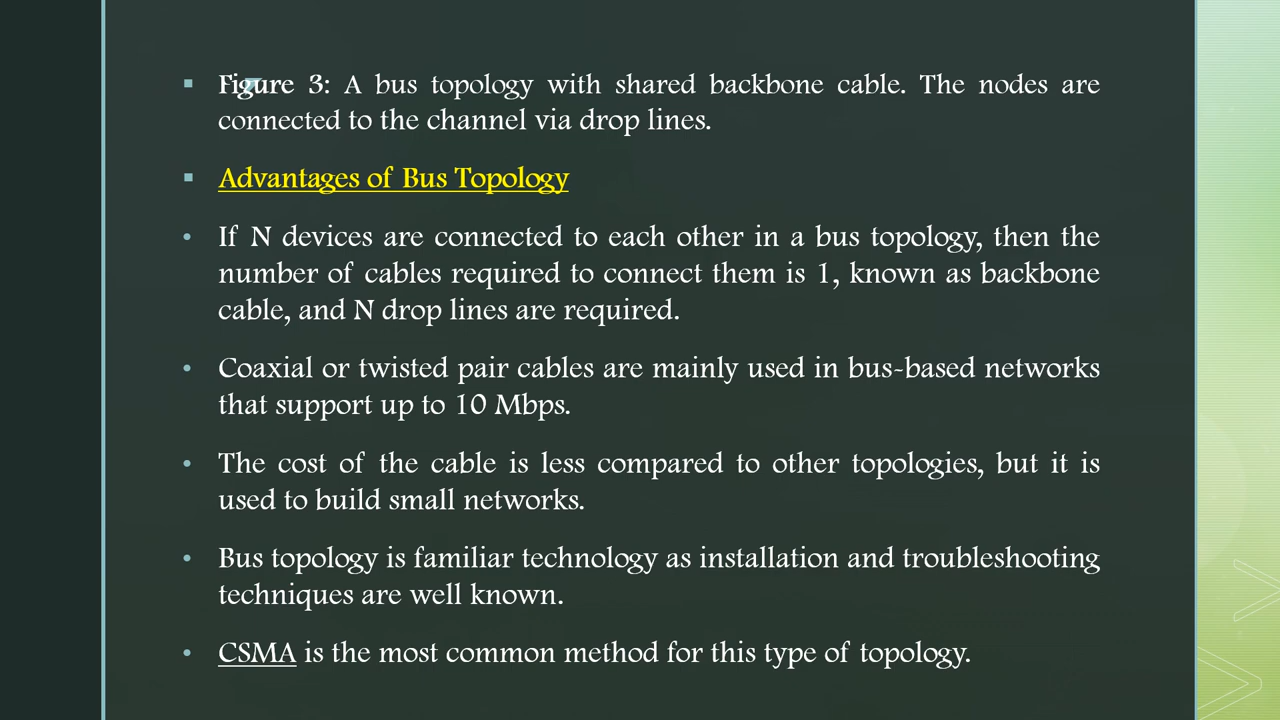 ▪ Figure 3: A bus topology with shared backbone cable. The nodes are
connected to the channel via drop lines.
▪ Advantages of Bus Topology
• If N devices are connected to each other in a bus topology, then the
number of cables required to connect them is 1, known as backbone
cable, and N drop lines are required.
• Coaxial or twisted pair cables are mainly used in bus-based networks
that support up to 10 Mbps.
• The cost of the cable is less compared to other topologies, but it is
used to build small networks.
• Bus topology is familiar technology as installation and troubleshooting
techniques are well known.
• CSMA is the most common method for this type of topology.